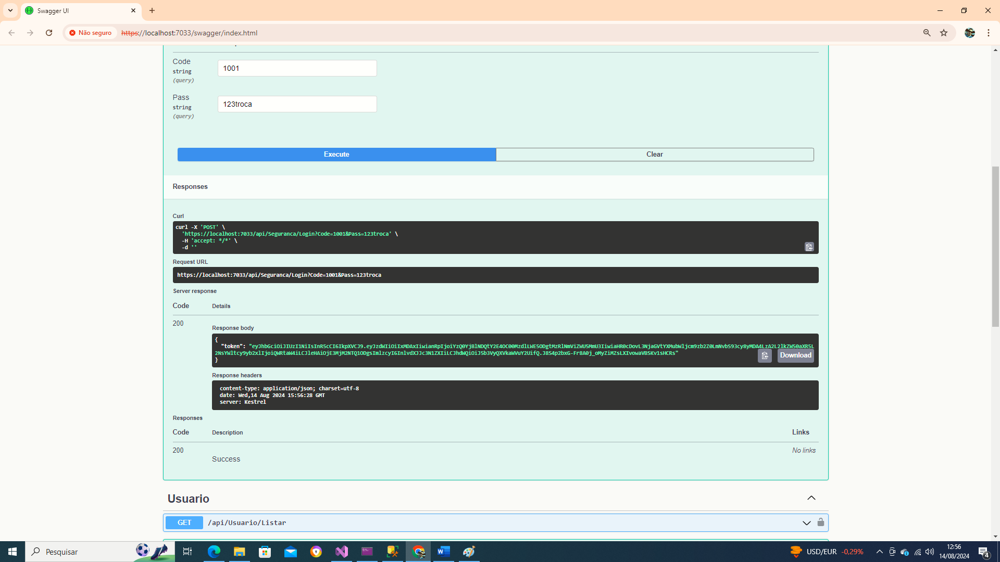 Swagger UI
Não seguro
https://localhost:7033/swagger/index.html
Code
string
(query)
1001
Pass
string
(query)
123troca
Execute
Clear
Responses
Curl
curl -X 'POST' \
'https://localhost:7033/api/Seguranca/Login?Code=1001&Pass=123troca' \
-H 'accept: */*' \
-d ''
Request URL
https://localhost:7033/api/Seguranca/Login?Code=1001&Pass=123troca
Server response
Code Details
200
Response body
{
"token":
Download
}
Response headers
content-type: application/json; charset=utf-8
date: Wed,14 Aug 2024 15:56:28 GMT
server: Kestrel
Responses
Code Description Links
200 No links
Success
Usuario
GET /api/Usuario/Listar
Pesquisar
USD/EUR -0,29%
12:56
14/08/2024
4